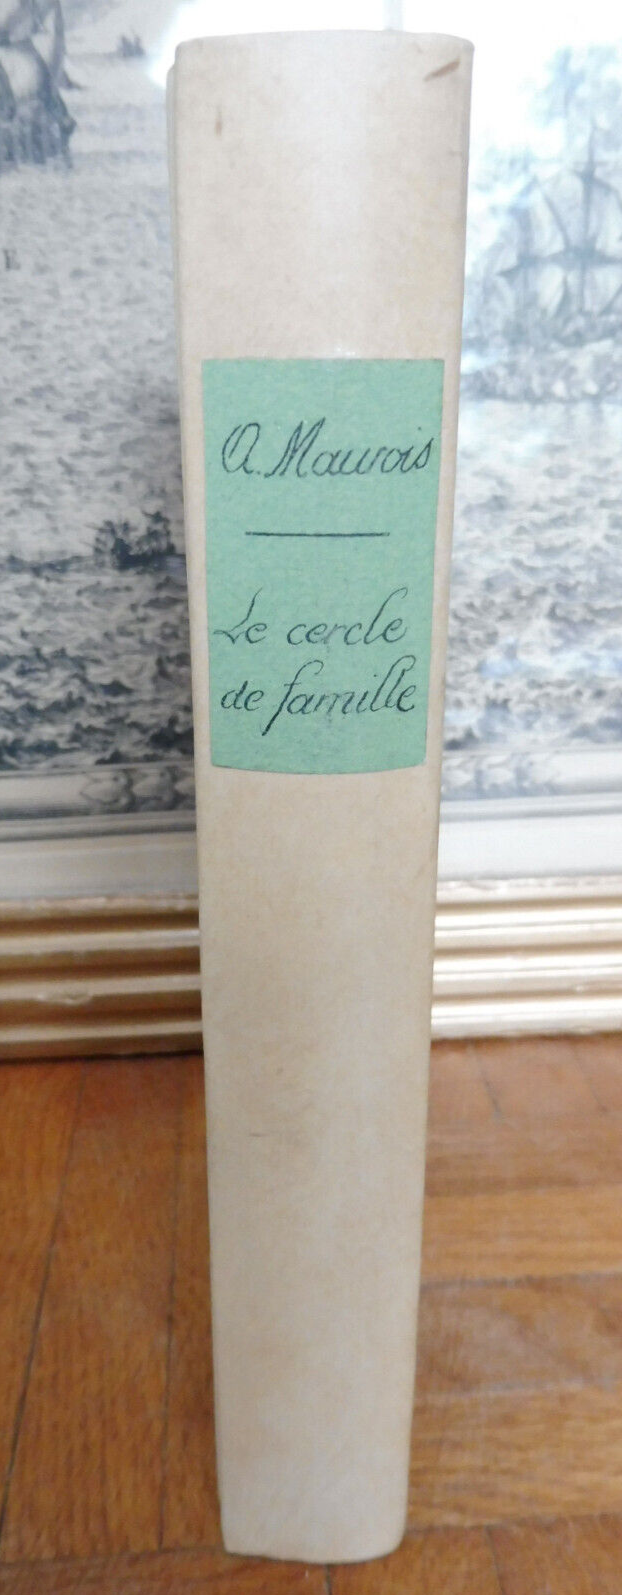 A. Maurois
Le cercle
de famille